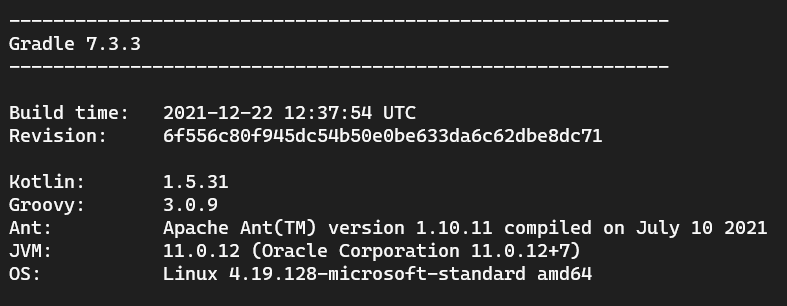 ------------------------------------------------------------
Gradle 7.3.3
------------------------------------------------------------
Build time:   2021-12-22 12:37:54 UTC
Revision:     6f556c80f945dc54b50e0be633da6c62dbe8dc71
Kotlin:       1.5.31
Groovy:       3.0.9
Ant:          Apache Ant(TM) version 1.10.11 compiled on July 10 2021
JVM:          11.0.12 (Oracle Corporation 11.0.12+7)
OS:           Linux 4.19.128-microsoft-standard amd64